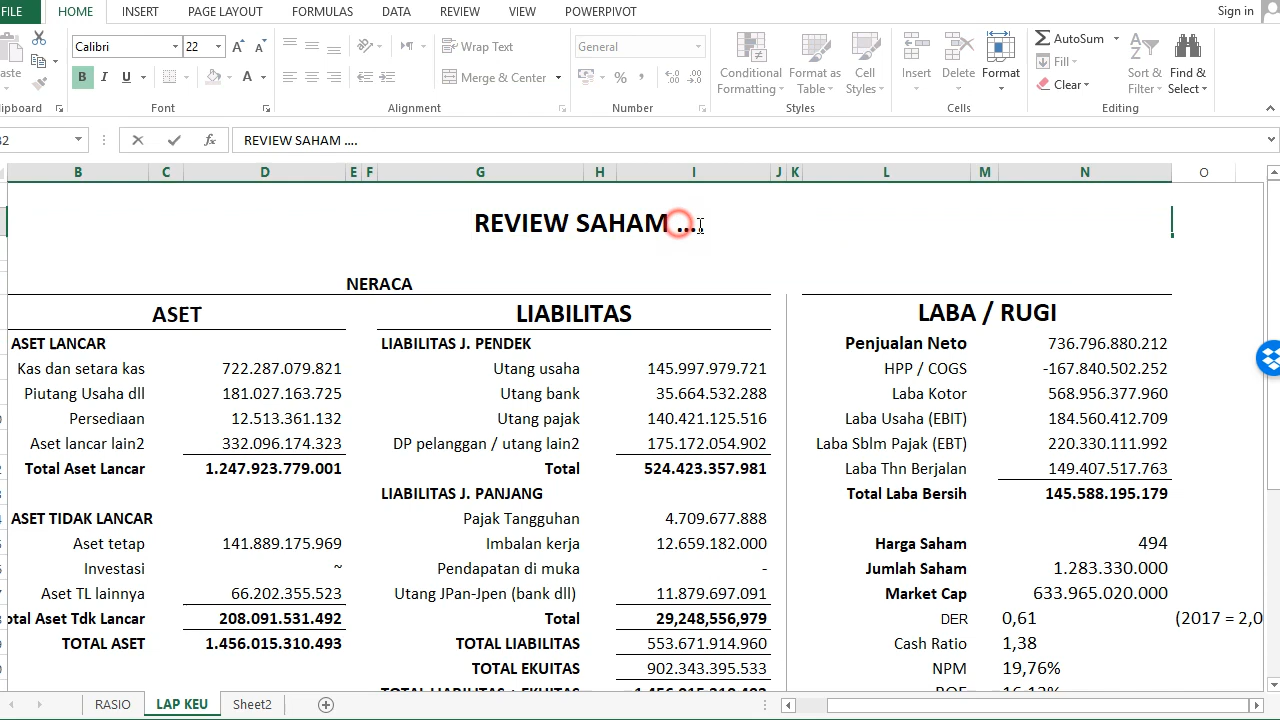 FILE HOME INSERT PAGE LAYOUT FORMULAS DATA REVIEW VIEW POWERPIVOT Sign in
Calibri 22 A A Wrap Text General AutoSum
B I U A Merge & Center % Conditional Formatting Format as Table Cell Styles Insert Delete Format Fill Clear Sort & Filter Find & Select
Font Alignment Number Styles Cells Editing
fx REVIEW SAHAM ....
B C D E F G H I J K L M N O
REVIEW SAHAM ...
NERACA
ASET LIABILITAS LABA / RUGI
ASET LANCAR LIABILITAS J. PENDEK Penjualan Neto 736.796.880.212
Kas dan setara kas 722.287.079.821 Utang usaha 145.997.979.721 HPP / COGS -167.840.502.252
Piutang Usaha dll 181.027.163.725 Utang bank 35.664.532.288 Laba Kotor 568.956.377.960
Persediaan 12.513.361.132 Utang pajak 140.421.125.516 Laba Usaha (EBIT) 184.560.412.709
Aset lancar lain2 332.096.174.323 DP pelanggan / utang lain2 175.172.054.902 Laba Sblm Pajak (EBT) 220.330.111.992
Total Aset Lancar 1.247.923.779.001 Total 524.423.357.981 Laba Thn Berjalan 149.407.517.763
LIABILITAS J. PANJANG Total Laba Bersih 145.588.195.179
ASET TIDAK LANCAR Pajak Tangguhan 4.709.677.888
Aset tetap 141.889.175.969 Imbalan kerja 12.659.182.000 Harga Saham 494
Investasi ~ Pendapatan di muka - Jumlah Saham 1.283.330.000
Aset TL lainnya 66.202.355.523 Utang JPan-Jpen (bank dll) 11.879.697.091 Market Cap 633.965.020.000
otal Aset Tdk Lancar 208.091.531.492 Total 29,248,556,979 DER 0,61 (2017 = 2,0
TOTAL ASET 1.456.015.310.493 TOTAL LIABILITAS 553.671.914.960 Cash Ratio 1,38
TOTAL EKUITAS 902.343.395.533 NPM 19,76%
RASIO LAP KEU Sheet2